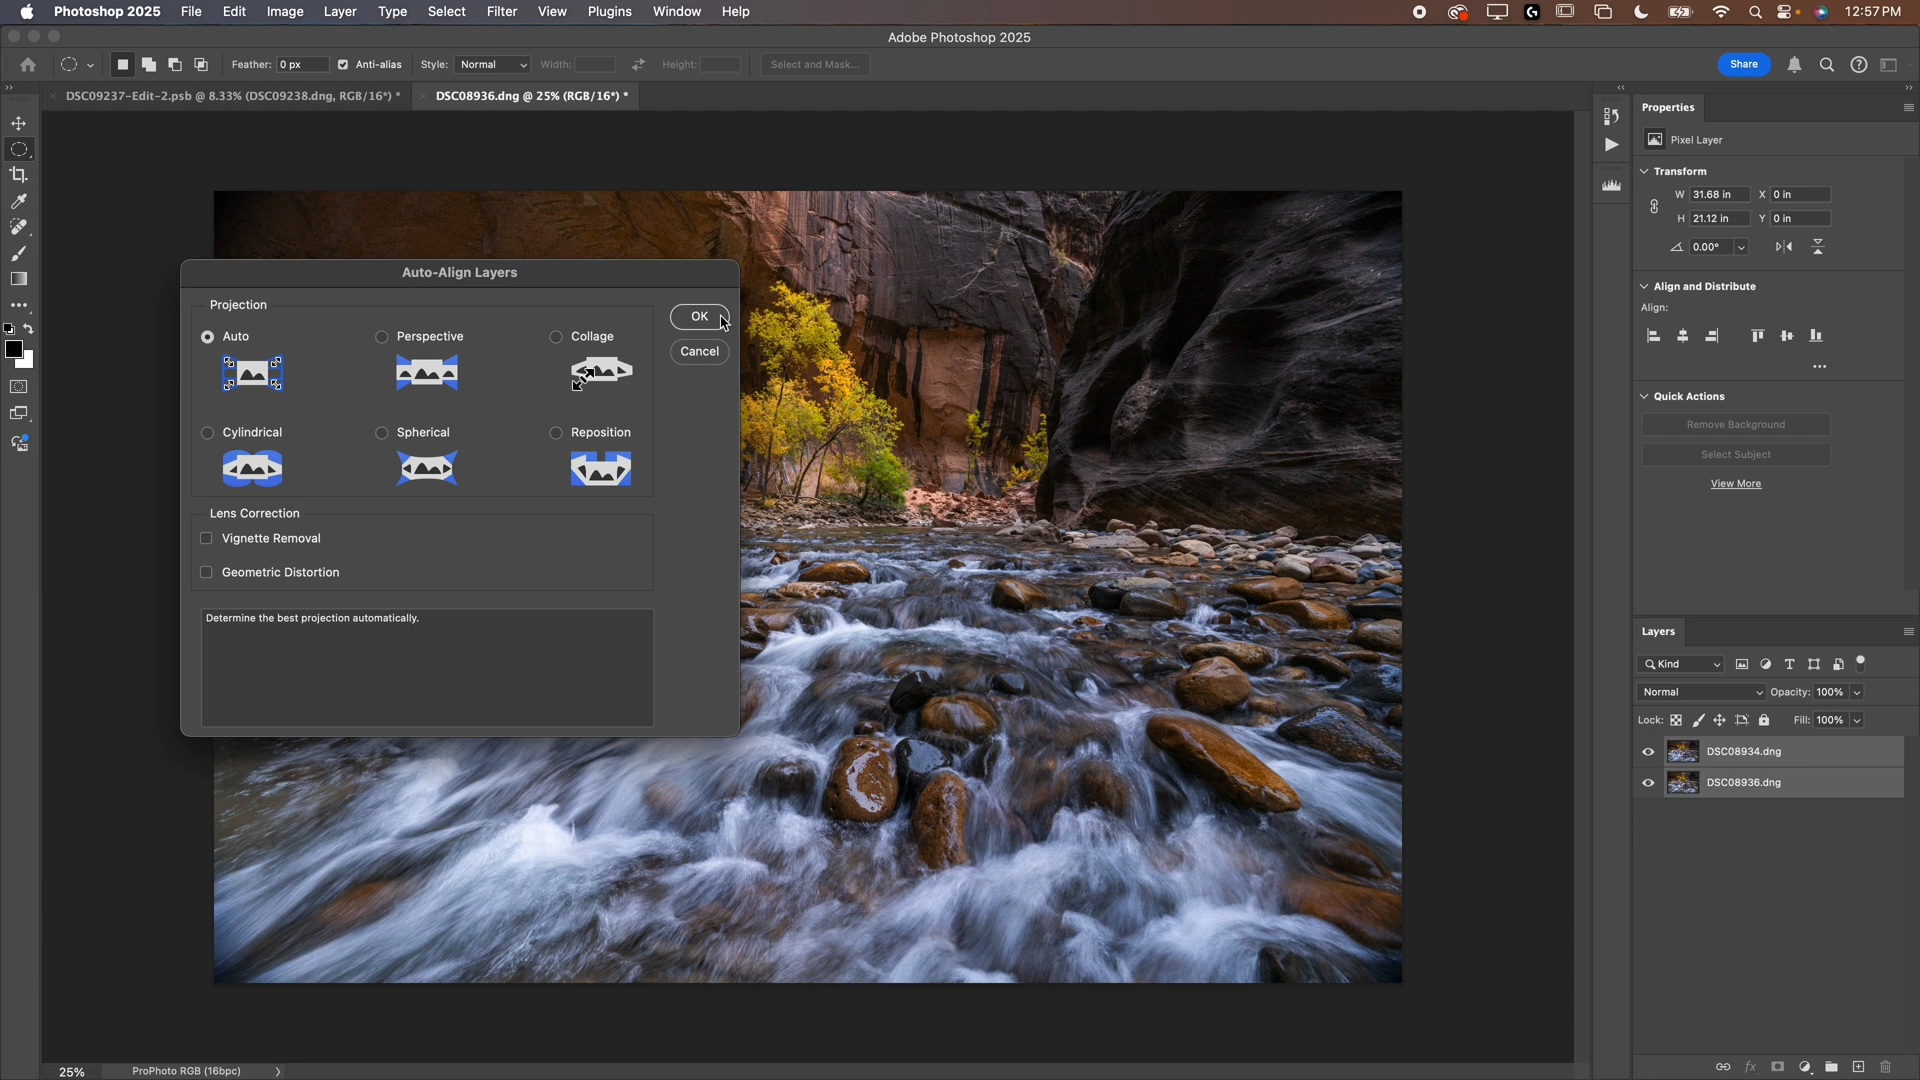 Photoshop 2025 File Edit Image Layer Type Select Filter View Plugins Window Help 12:57 PM
Adobe Photoshop 2025
Feather: 0 px Anti-alias Style: Normal Width: Height: Select and Mask... Share
DSC09237-Edit-2.psb @ 8.33% (DSC09238.dng, RGB/16*) * DSC08936.dng @ 25% (RGB/16*) *
Properties
Pixel Layer
Transform
W 31.68 in X 0 in
H 21.12 in Y 0 in
0.00°
Align and Distribute
Align:
Quick Actions
Remove Background
Select Subject
View More
Auto-Align Layers
Projection
Auto Perspective Collage
Cylindrical Spherical Reposition
OK
Cancel
Lens Correction
Vignette Removal
Geometric Distortion
Determine the best projection automatically.
Layers
Kind
Normal Opacity: 100%
Lock: Fill: 100%
DSC08934.dng
DSC08936.dng
25% ProPhoto RGB (16bpc)